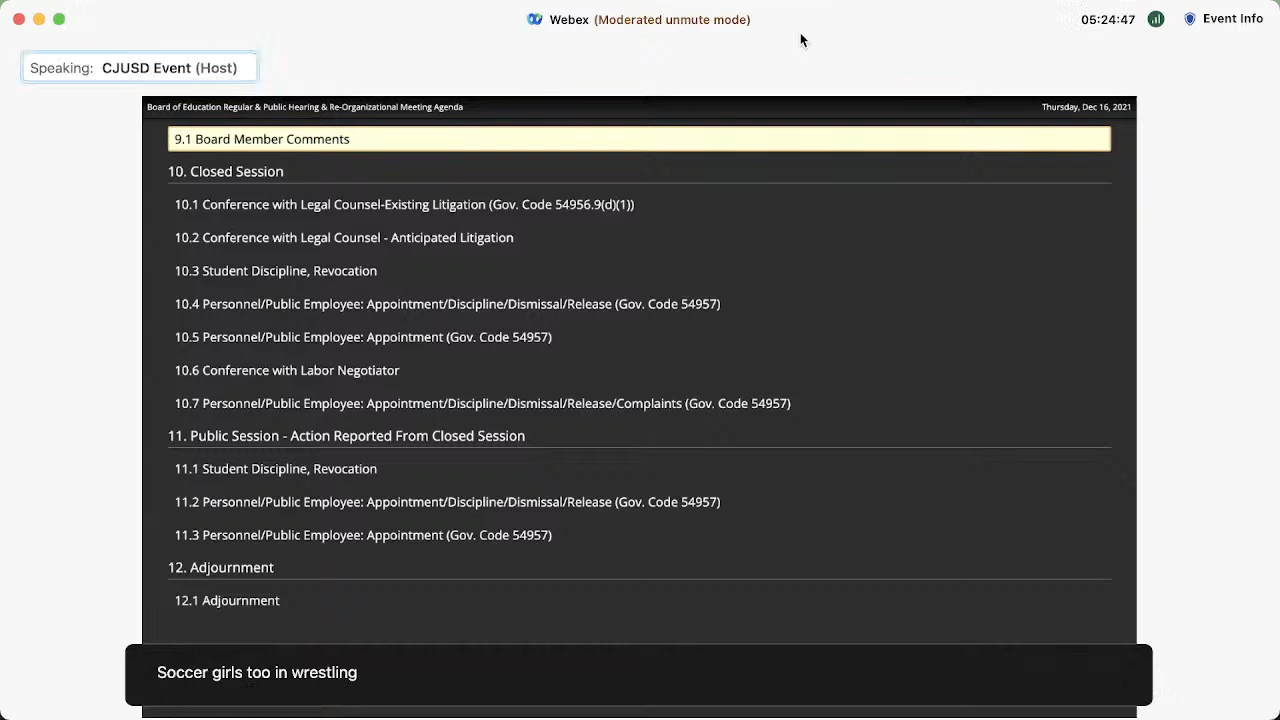 Webex (Moderated unmute mode)
05:24:47
Event Info
Speaking: CJUSD Event (Host)
Board of Education Regular & Public Hearing & Re-Organizational Meeting Agenda
Thursday, Dec 16, 2021
9.1 Board Member Comments
10. Closed Session
10.1 Conference with Legal Counsel-Existing Litigation (Gov. Code 54956.9(d)(1))
10.2 Conference with Legal Counsel - Anticipated Litigation
10.3 Student Discipline, Revocation
10.4 Personnel/Public Employee: Appointment/Discipline/Dismissal/Release (Gov. Code 54957)
10.5 Personnel/Public Employee: Appointment (Gov. Code 54957)
10.6 Conference with Labor Negotiator
10.7 Personnel/Public Employee: Appointment/Discipline/Dismissal/Release/Complaints (Gov. Code 54957)
11. Public Session - Action Reported From Closed Session
11.1 Student Discipline, Revocation
11.2 Personnel/Public Employee: Appointment/Discipline/Dismissal/Release (Gov. Code 54957)
11.3 Personnel/Public Employee: Appointment (Gov. Code 54957)
12. Adjournment
12.1 Adjournment
Soccer girls too in wrestling